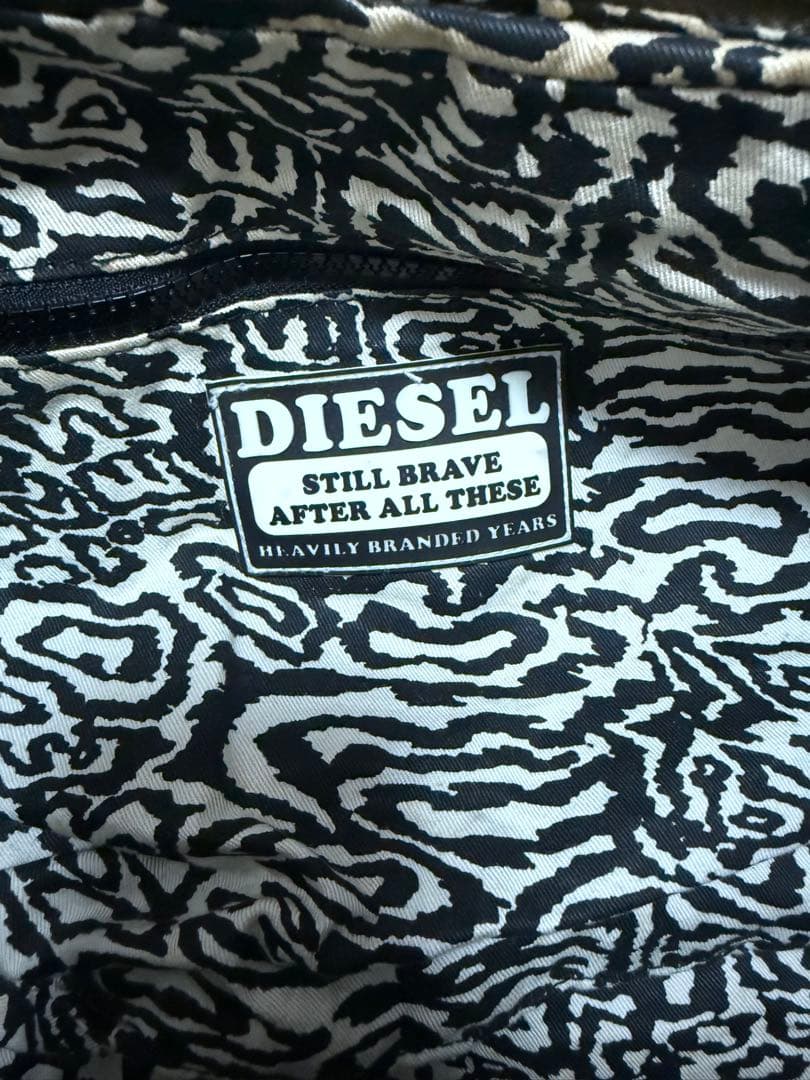 DIESEL
STILL BRAVE
AFTER ALL THESE
HEAVILY BRANDED YEARS